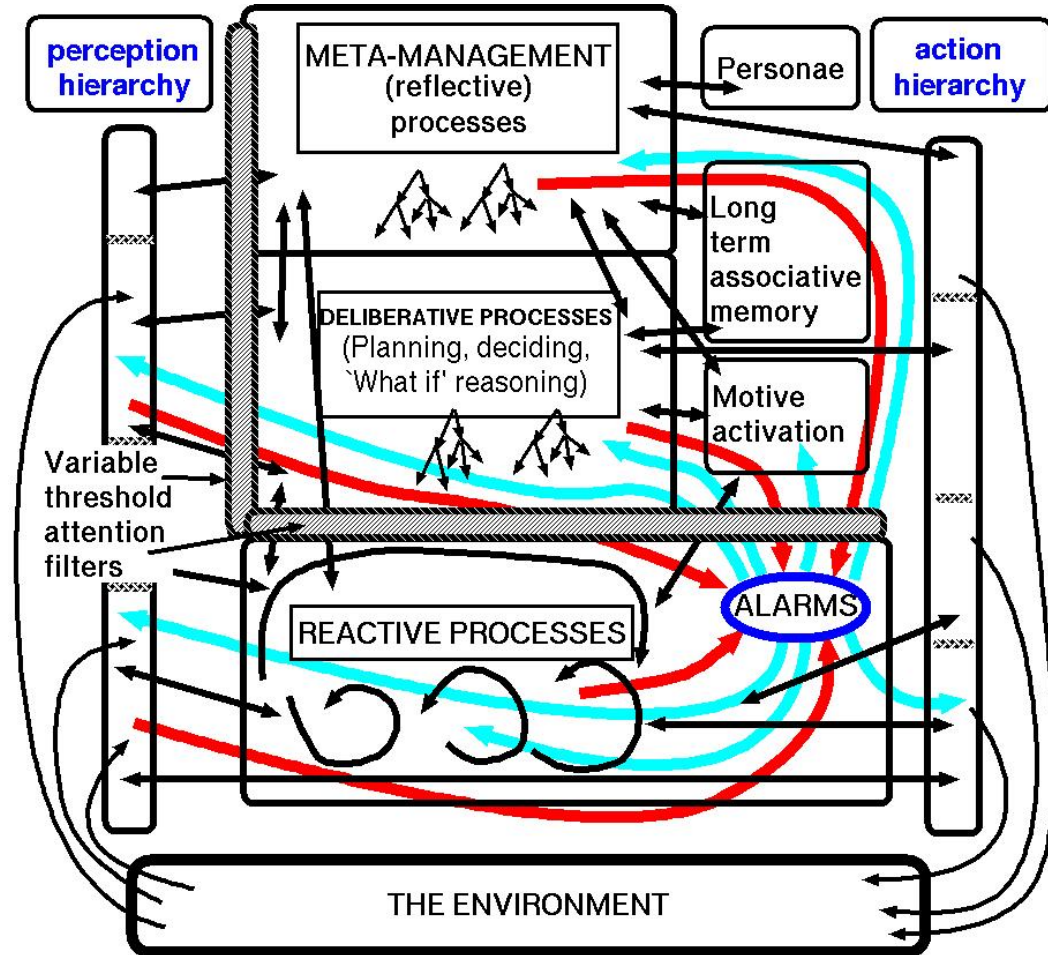 perception
hierarchy
META-MANAGEMENT
(reflective)
processes
Personae
action
hierarchy
Long
term
associative
memory
DELIBERATIVE PROCESSES
(Planning, deciding,
`What if' reasoning)
Motive
activation
Variable
threshold
attention
filters
ALARMS
REACTIVE PROCESSES
THE ENVIRONMENT